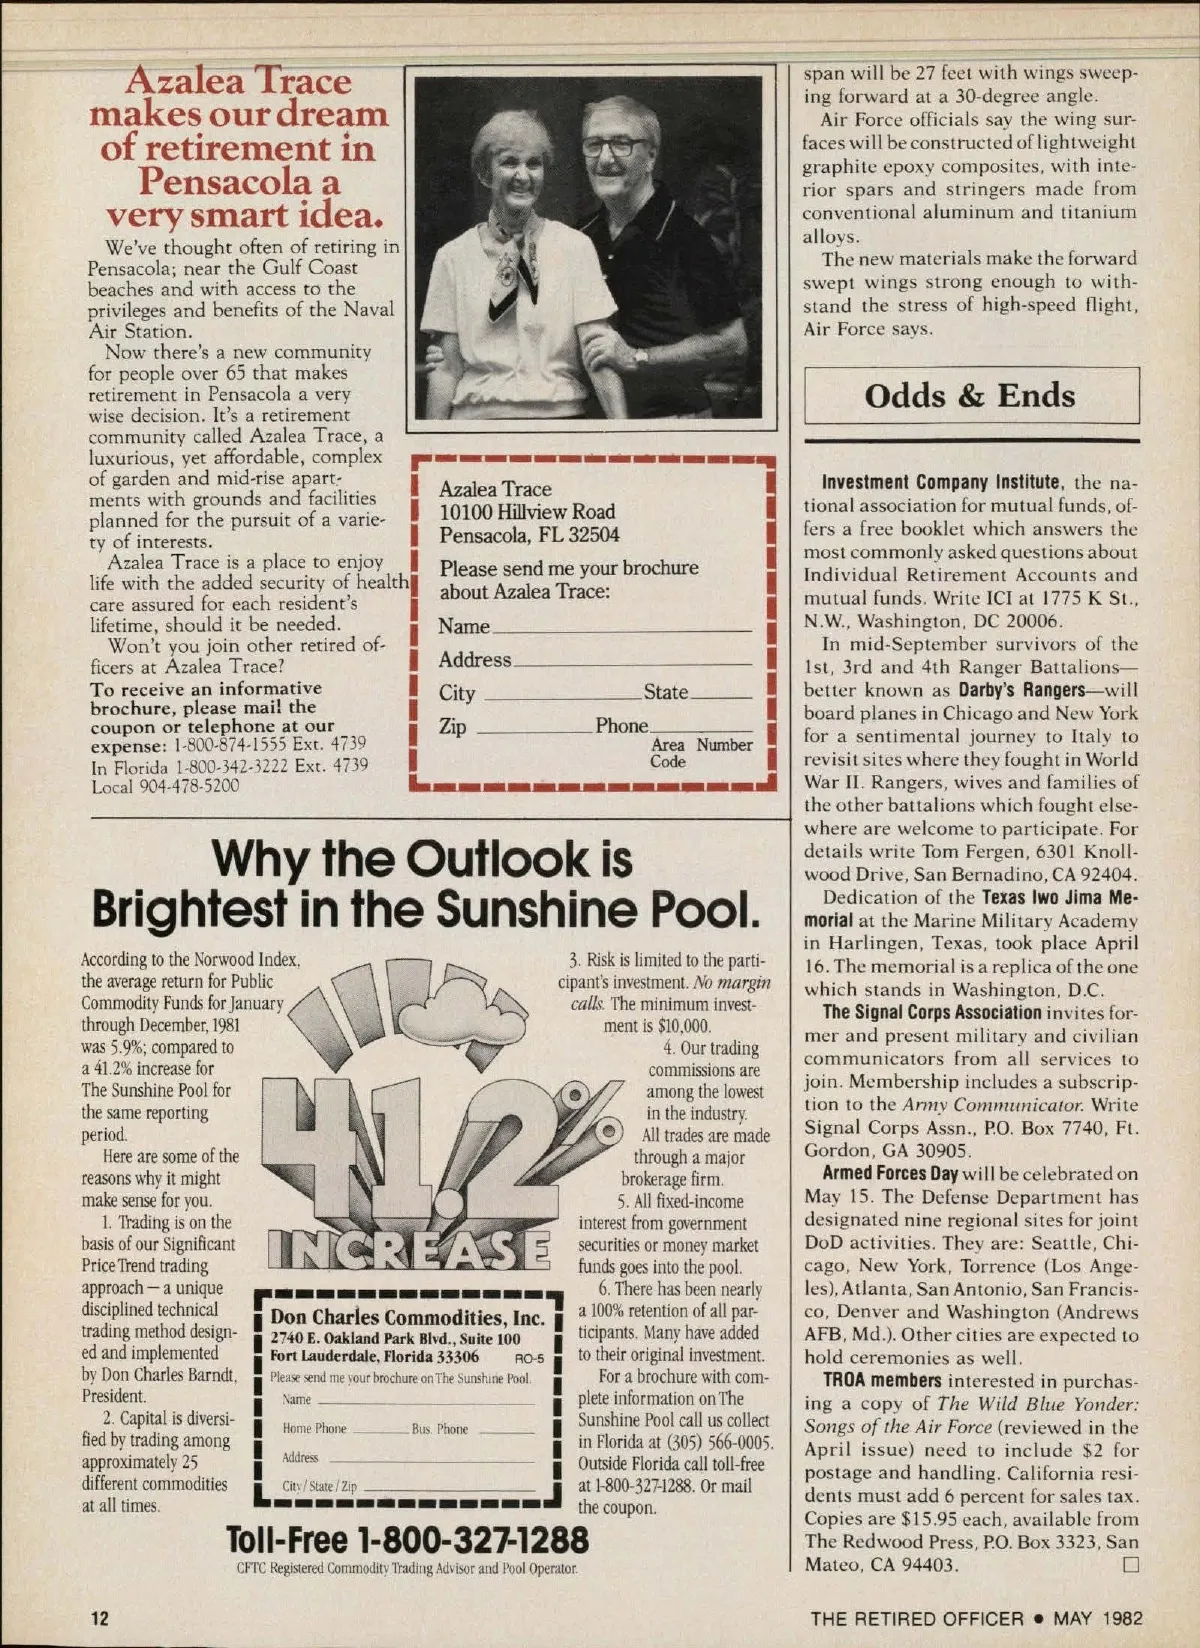 Azalea Trace
makes our dream
of retirement in
Pensacola a
very smart idea.
We've thought often of retiring in
Pensacola; near the Gulf Coast
beaches and with access to the
privileges and benefits of the Naval
Air Station.
Now there's a new community
for people over 65 that makes
retirement in Pensacola a very
wise decision. It's a retirement
community called Azalea Trace, a
luxurious, yet affordable, complex
of garden and mid-rise apart-
ments with grounds and facilities
planned for the pursuit of a varie-
ty of interests.
Azalea Trace is a place to enjoy
life with the added security of health
care assured for each resident's
lifetime, should it be needed.
Won't you join other retired of-
ficers at Azalea Trace?
To receive an informative
brochure, please mail the
coupon or telephone at our
expense: 1-800-874-1555 Ext. 4739
In Florida 1-800-342-3222 Ext. 4739
Local 904-478-5200
Azalea Trace
10100 Hillview Road
Pensacola, FL 32504
Please send me your brochure
about Azalea Trace:
Name
Address
City State
Zip Phone
Area Number
Code
Why the Outlook is
Brightest in the Sunshine Pool.
According to the Norwood Index,
the average return for Public
Commodity Funds for January
through December, 1981
was 5.9%; compared to
a 41.2% increase for
The Sunshine Pool for
the same reporting
period.
Here are some of the
reasons why it might
make sense for you.
1. Trading is on the
basis of our Significant
Price Trend trading
approach — a unique
disciplined technical
trading method design-
ed and implemented
by Don Charles Barndt,
President.
2. Capital is diversi-
fied by trading among
approximately 25
different commodities
at all times.
41.2%
INCREASE
Don Charles Commodities, Inc.
2740 E. Oakland Park Blvd., Suite 100
Fort Lauderdale, Florida 33306 RO-5
Please send me your brochure on The Sunshine Pool.
Name
Home Phone Bus. Phone
Address
City / State / Zip
3. Risk is limited to the parti-
cipant's investment. No margin
calls. The minimum invest-
ment is $10,000.
4. Our trading
commissions are
among the lowest
in the industry.
All trades are made
through a major
brokerage firm.
5. All fixed-income
interest from government
securities or money market
funds goes into the pool.
6. There has been nearly
a 100% retention of all par-
ticipants. Many have added
to their original investment.
For a brochure with com-
plete information on The
Sunshine Pool call us collect
in Florida at (305) 566-0005.
Outside Florida call toll-free
at 1-800-327-1288. Or mail
the coupon.
Toll-Free 1-800-327-1288
CFTC Registered Commodity Trading Advisor and Pool Operator.
span will be 27 feet with wings sweep-
ing forward at a 30-degree angle.
Air Force officials say the wing sur-
faces will be constructed of lightweight
graphite epoxy composites, with inte-
rior spars and stringers made from
conventional aluminum and titanium
alloys.
The new materials make the forward
swept wings strong enough to with-
stand the stress of high-speed flight,
Air Force says.
Odds & Ends
Investment Company Institute, the na-
tional association for mutual funds, of-
fers a free booklet which answers the
most commonly asked questions about
Individual Retirement Accounts and
mutual funds. Write ICI at 1775 K St.,
N.W., Washington, DC 20006.
In mid-September survivors of the
1st, 3rd and 4th Ranger Battalions—
better known as Darby's Rangers—will
board planes in Chicago and New York
for a sentimental journey to Italy to
revisit sites where they fought in World
War II. Rangers, wives and families of
the other battalions which fought else-
where are welcome to participate. For
details write Tom Fergen, 6301 Knoll-
wood Drive, San Bernadino, CA 92404.
Dedication of the Texas Iwo Jima Me-
morial at the Marine Military Academy
in Harlingen, Texas, took place April
16. The memorial is a replica of the one
which stands in Washington, D.C.
The Signal Corps Association invites for-
mer and present military and civilian
communicators from all services to
join. Membership includes a subscrip-
tion to the Army Communicator. Write
Signal Corps Assn., P.O. Box 7740, Ft.
Gordon, GA 30905.
Armed Forces Day will be celebrated on
May 15. The Defense Department has
designated nine regional sites for joint
DoD activities. They are: Seattle, Chi-
cago, New York, Torrence (Los Ange-
les), Atlanta, San Antonio, San Francis-
co, Denver and Washington (Andrews
AFB, Md.). Other cities are expected to
hold ceremonies as well.
TROA members interested in purchas-
ing a copy of The Wild Blue Yonder:
Songs of the Air Force (reviewed in the
April issue) need to include $2 for
postage and handling. California resi-
dents must add 6 percent for sales tax.
Copies are $15.95 each, available from
The Redwood Press, P.O. Box 3323, San
Mateo, CA 94403. □
12
THE RETIRED OFFICER • MAY 1982